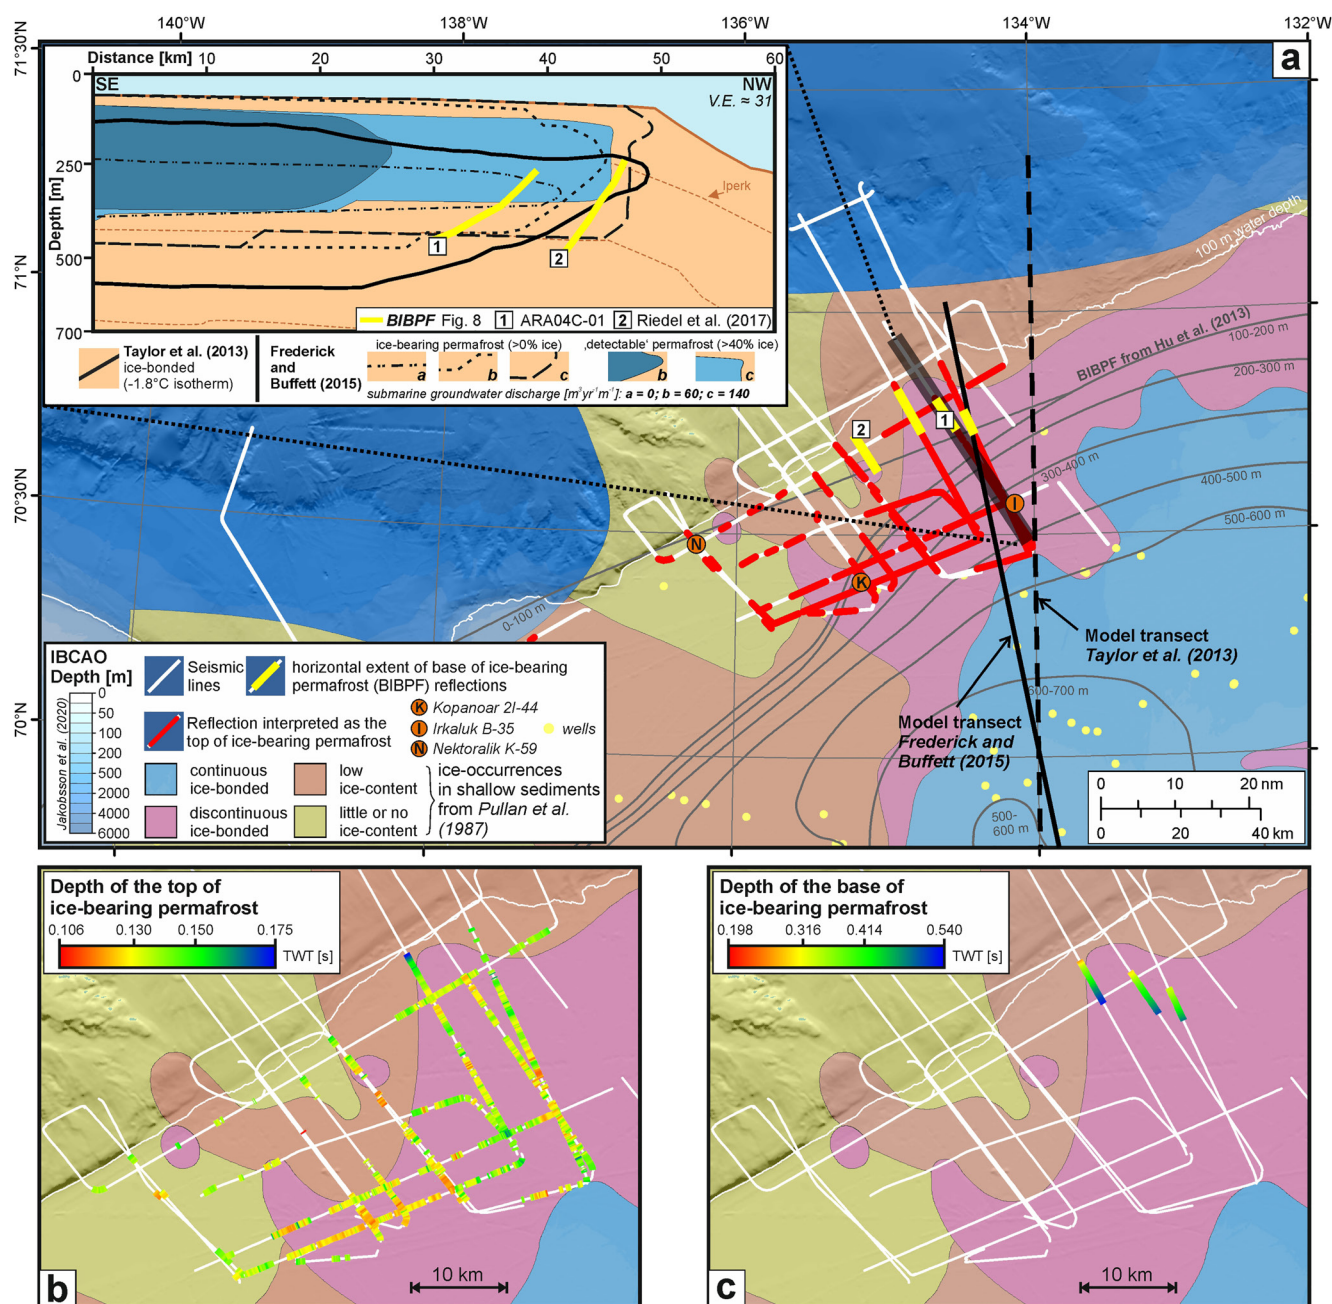 140°W 138°W 136°W 134°W 132°W
71°30'N
71°N
70°30'N
70°N
a
Distance [km] 10 20 30 40 50 60
0
250
500
700
Depth [m]
SE
NW
V.E. ≈ 31
Iperk
1
2
BIBPF Fig. 8 1 ARA04C-01 2 Riedel et al. (2017)
Taylor et al. (2013)
ice-bonded
(-1.8°C isotherm)
Frederick
and
Buffett (2015)
ice-bearing permafrost (>0% ice)
a b c
‚detectable‘ permafrost (>40% ice)
b c
submarine groundwater discharge [m³yr⁻¹m⁻¹]: a = 0; b = 60; c = 140
100 m water depth
BIBPF from Hu et al. (2013)
100-200 m
200-300 m
300-400 m
400-500 m
500-600 m
600-700 m
500-
600 m
0-100 m
1
2
I
N
K
Model transect
Taylor et al. (2013)
Model transect
Frederick and
Buffett (2015)
0 10 20 nm
0 20 40 km
IBCAO
Depth [m]
0
50
100
200
500
2000
4000
6000
Jakobsson et al. (2020)
Seismic
lines
horizontal extent of base of ice-bearing
permafrost (BIBPF) reflections
Reflection interpreted as the
top of ice-bearing permafrost
K Kopanoar 2I-44
I Irkaluk B-35
N Nektoralik K-59
wells
continuous
ice-bonded
low
ice-content
discontinuous
ice-bonded
little or no
ice-content
ice-occurrences
in shallow sediments
from Pullan et al.
(1987)
Depth of the top of
ice-bearing permafrost
0.106 0.130 0.150 0.175
TWT [s]
10 km
b
Depth of the base of
ice-bearing permafrost
0.198 0.316 0.414 0.540
TWT [s]
10 km
c